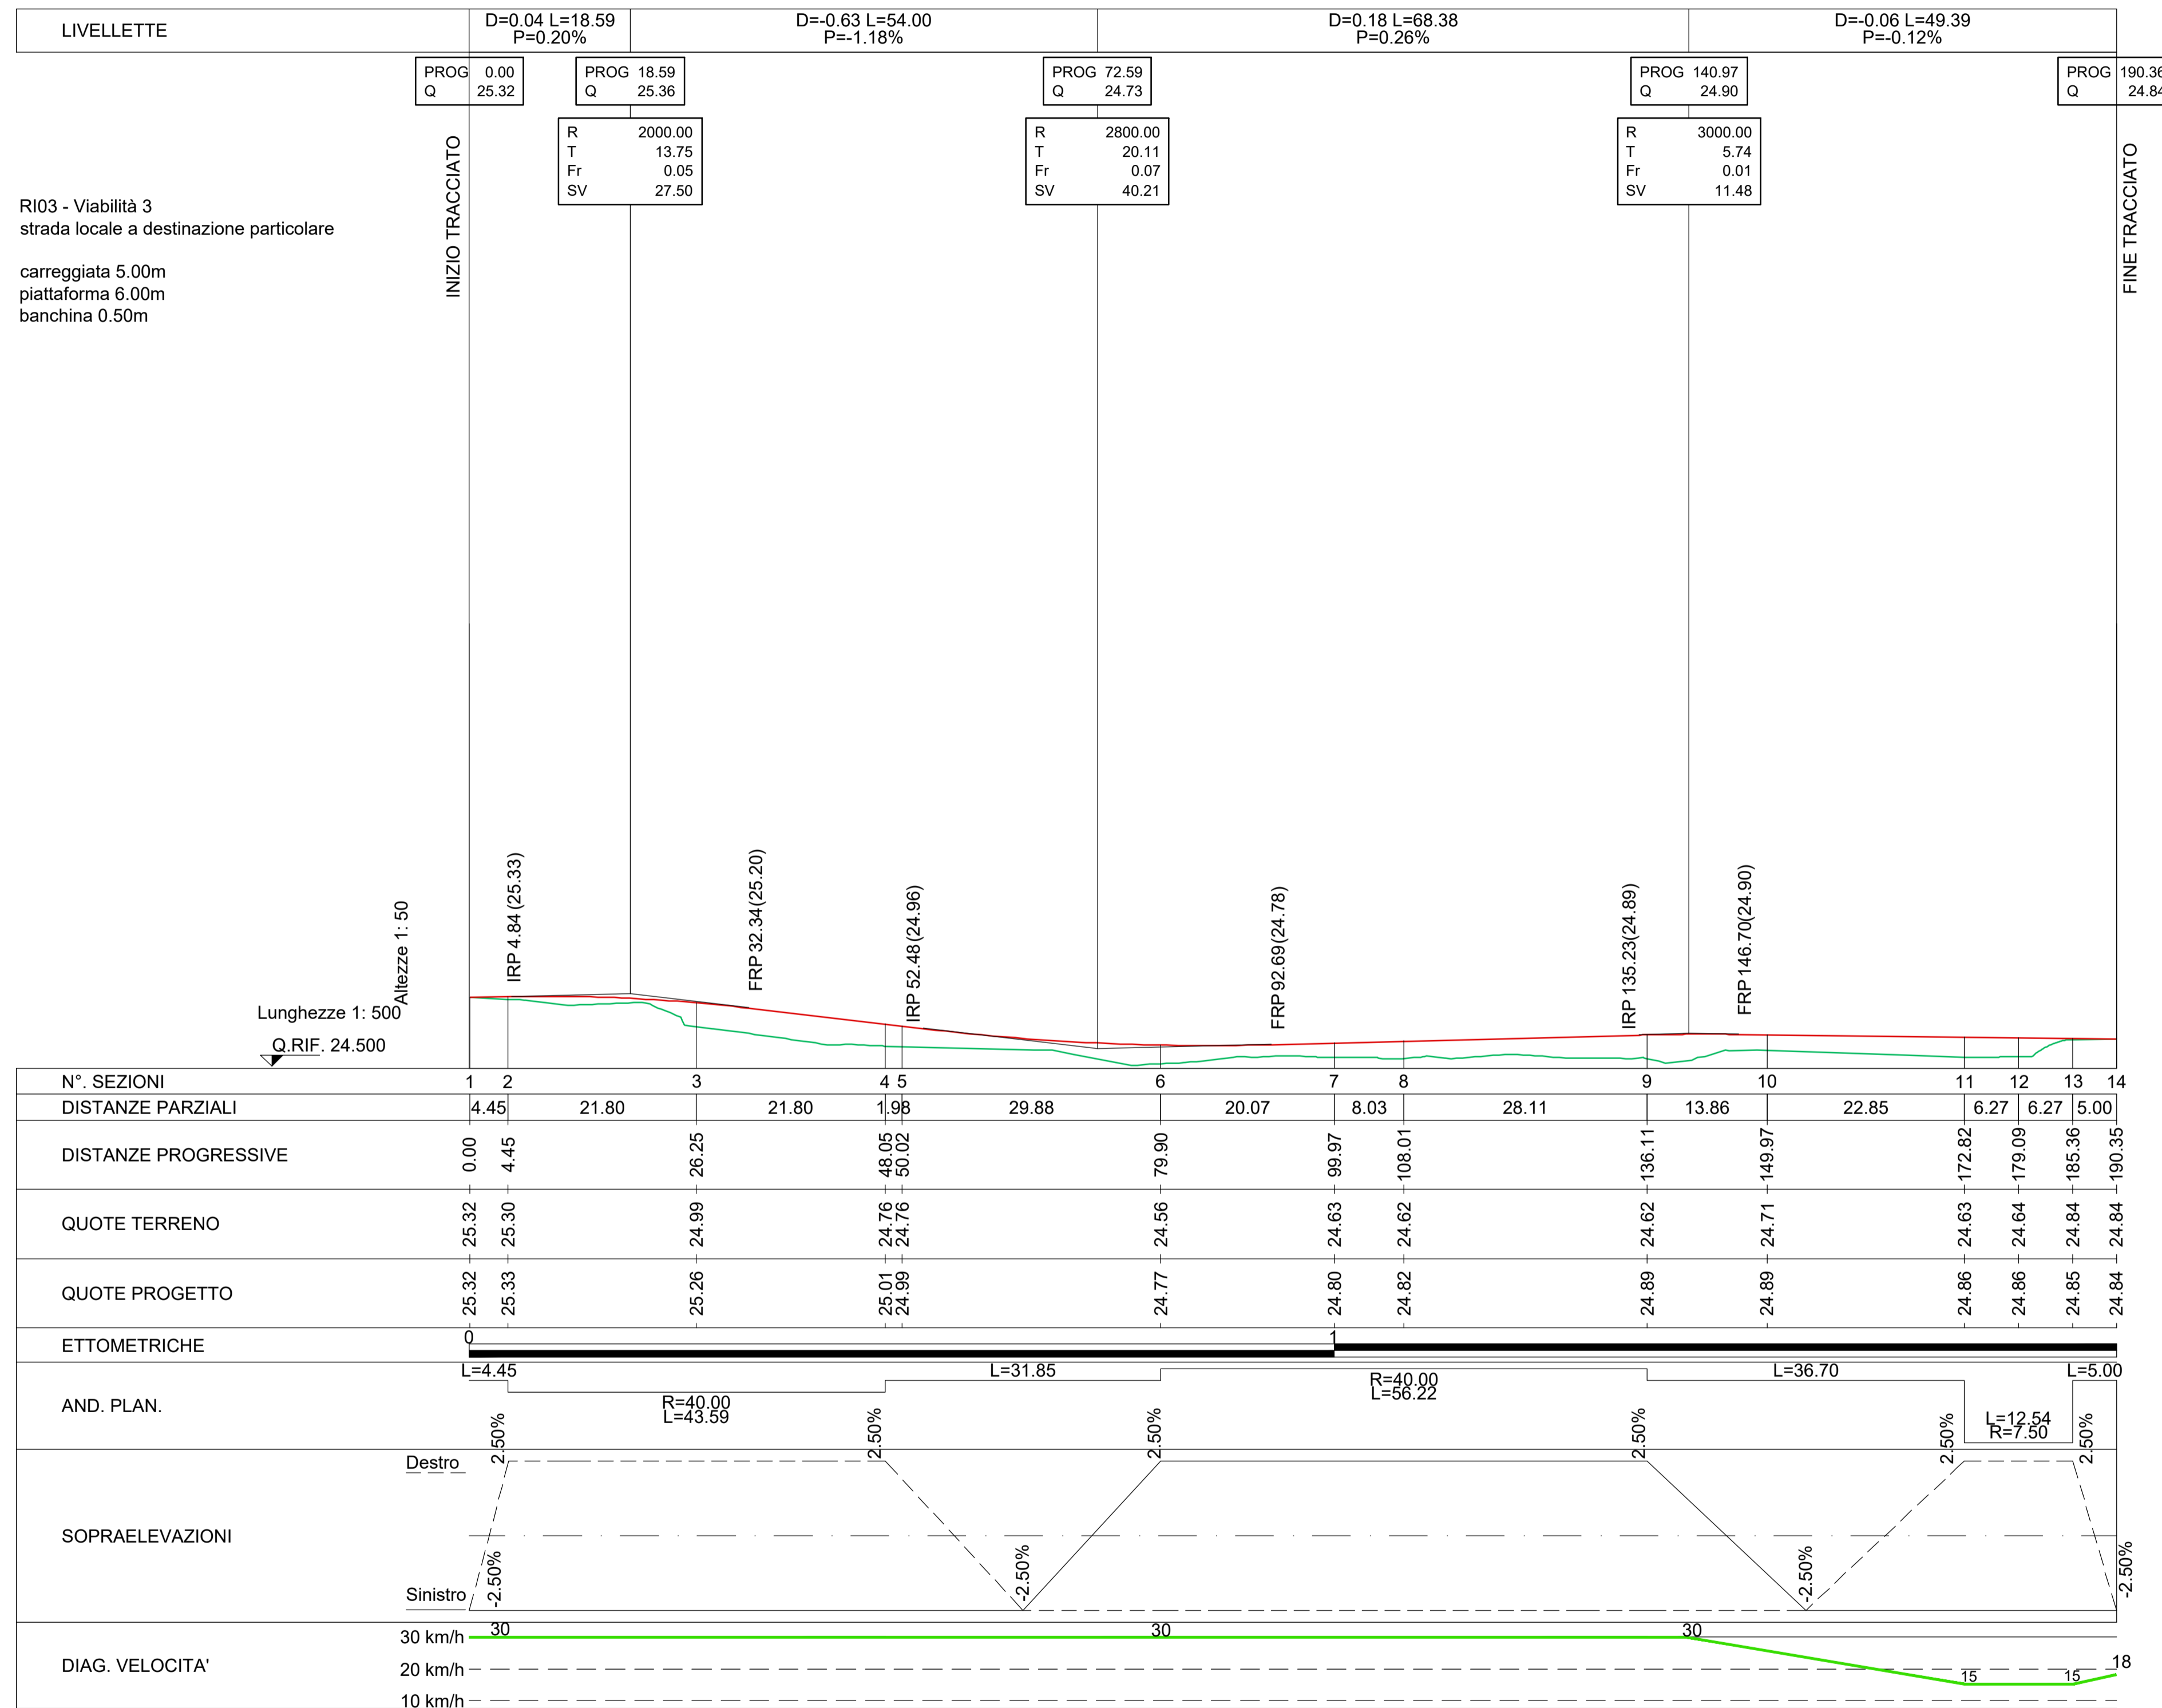 LIVELLETTE
D=0.04 L=18.59
P=0.20%
D=-0.63 L=54.00
P=-1.18%
D=0.18 L=68.38
P=0.26%
D=-0.06 L=49.39
P=-0.12%
PROG 0.00
Q 25.32
PROG 18.59
Q 25.36
PROG 72.59
Q 24.73
PROG 140.97
Q 24.90
PROG 190.36
Q 24.84
R 2000.00
T 13.75
Fr 0.05
SV 27.50
R 2800.00
T 20.11
Fr 0.07
SV 40.21
R 3000.00
T 5.74
Fr 0.01
SV 11.48
INIZIO TRACCIATO
FINE TRACCIATO
RI03 - Viabilità 3
strada locale a destinazione particolare
carreggiata 5.00m
piattaforma 6.00m
banchina 0.50m
IRP 4.84 (25.33)
FRP 32.34(25.20)
IRP 52.48(24.96)
FRP 92.69(24.78)
IRP 135.23(24.89)
FRP 146.70(24.90)
Altezze 1: 50
Lunghezze 1: 500
Q.RIF. 24.500
N°. SEZIONI 1 2 3 4 5 6 7 8 9 10 11 12 13 14
DISTANZE PARZIALI 4.45 21.80 21.80 1.98 29.88 20.07 8.03 28.11 13.86 22.85 6.27 6.27 5.00
DISTANZE PROGRESSIVE 0.00 4.45 26.25 48.05 50.02 79.90 99.97 108.01 136.11 149.97 172.82 179.09 185.36 190.35
QUOTE TERRENO 25.32 25.30 24.99 24.76 24.76 24.56 24.63 24.62 24.62 24.71 24.63 24.64 24.84 24.84
QUOTE PROGETTO 25.32 25.33 25.26 25.01 24.99 24.77 24.80 24.82 24.89 24.89 24.86 24.86 24.85 24.84
ETTOMETRICHE 0 1
AND. PLAN.
L=4.45
R=40.00
L=43.59
L=31.85
R=40.00
L=56.22
L=36.70
L=12.54
R=7.50
L=5.00
SOPRAELEVAZIONI
Destro
Sinistro
2.50% 2.50% 2.50% 2.50% 2.50% 2.50%
-2.50% -2.50% -2.50% -2.50%
DIAG. VELOCITA'
30 km/h
20 km/h
10 km/h
30 30 30 15 15 18